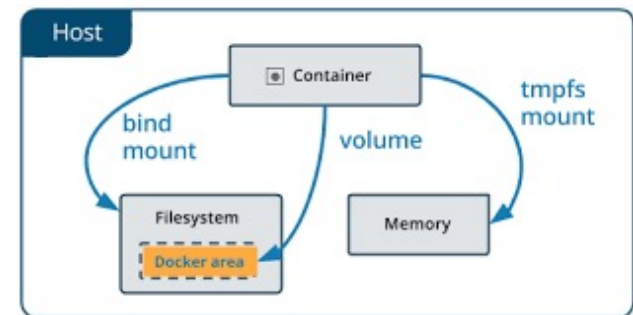 Host
Container
bind
mount
volume
tmpfs
mount
Filesystem
Docker area
Memory